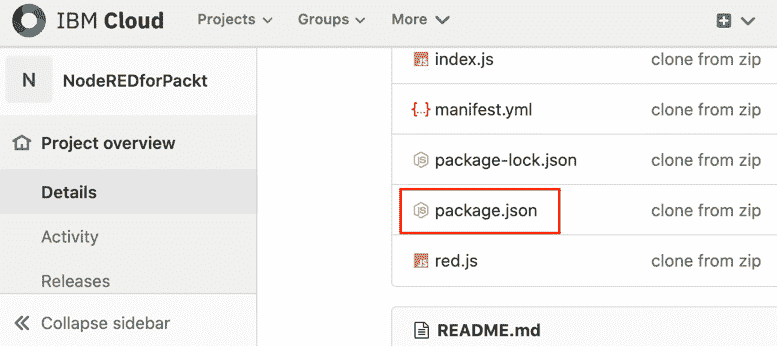 IBM Cloud Projects Groups More
N NodeREDforPackt
Project overview
Details
Activity
Releases
Collapse sidebar
index.js clone from zip
manifest.yml clone from zip
package-lock.json clone from zip
package.json clone from zip
red.js clone from zip
README.md